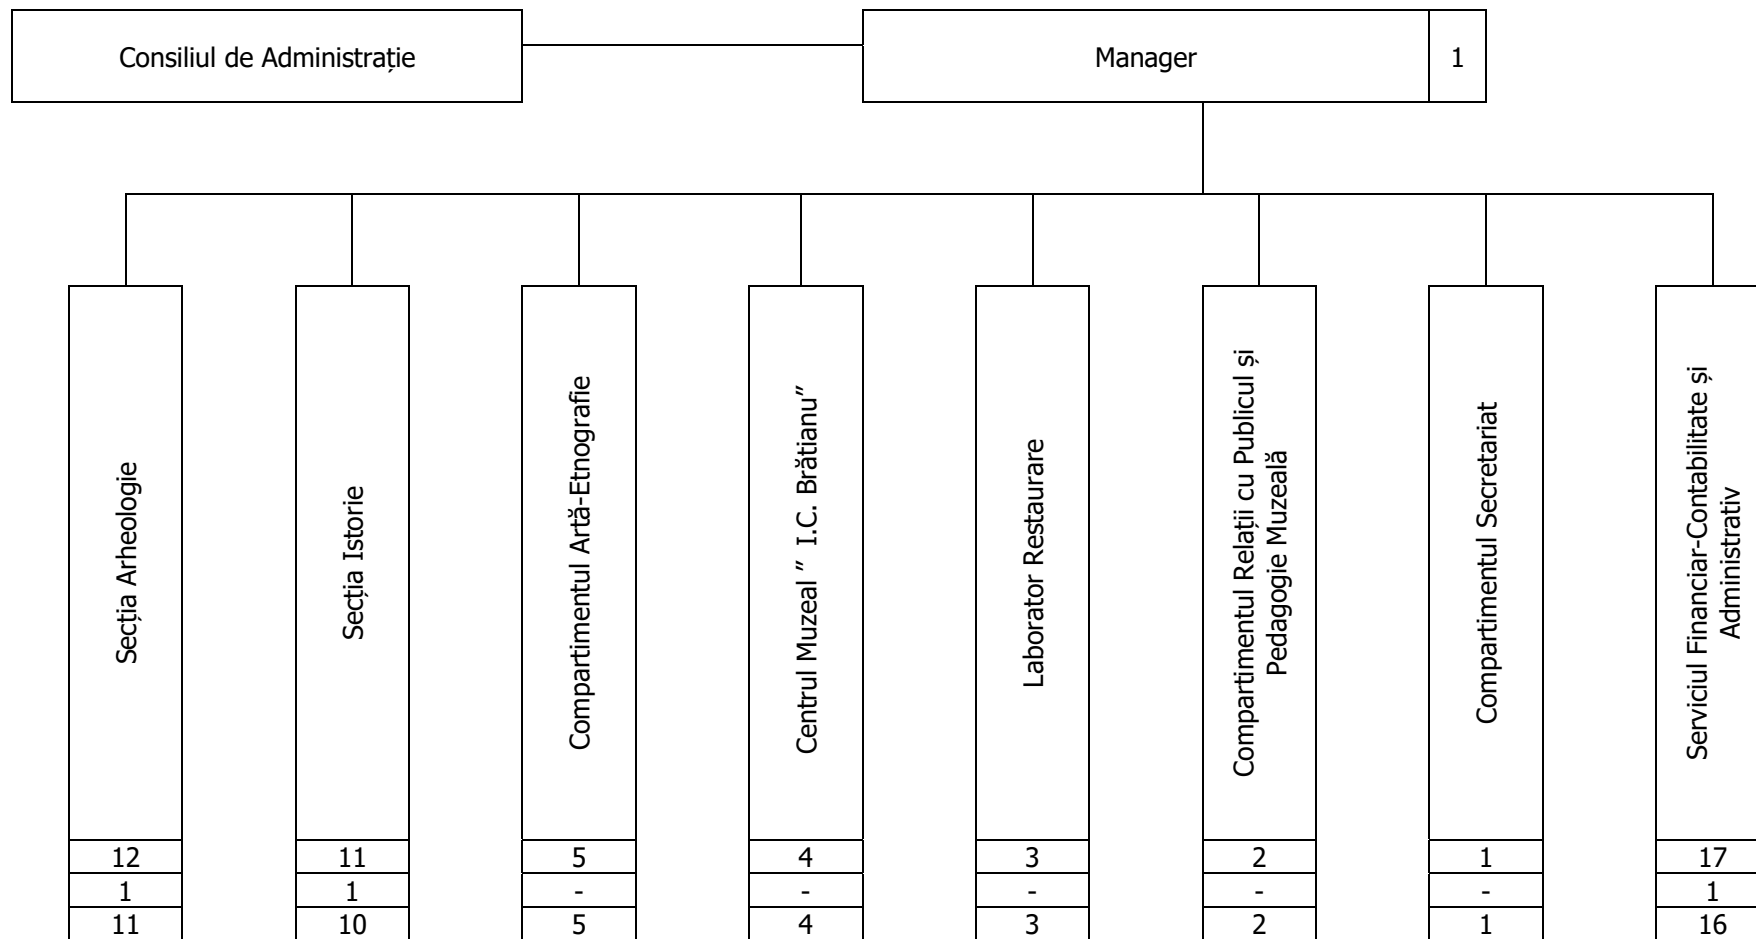 Consiliul de Administrație
Manager
1
Secția Arheologie
Secția Istorie
Compartimentul Artă-Etnografie
Centrul Muzeal ” I.C. Brătianu”
Laborator Restaurare
Compartimentul Relații cu Publicul și
Pedagogie Muzeală
Compartimentul Secretariat
Serviciul Financiar-Contabilitate și
Administrativ
12 11 5 4 3 2 1 17
1 1 - - - - - 1
11 10 5 4 3 2 1 16